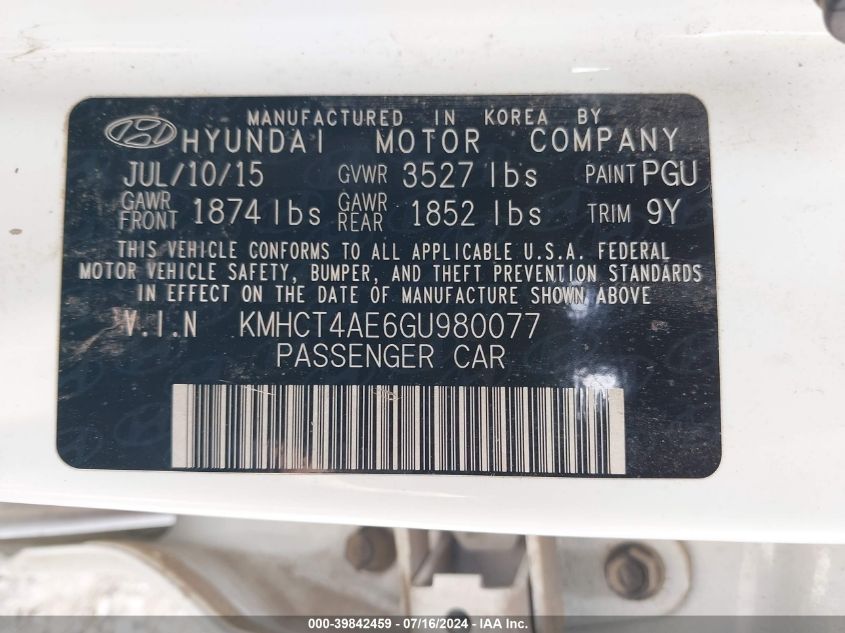 MANUFACTURED IN KOREA BY
HYUNDAI MOTOR COMPANY
JUL/10/15 GVWR 3527 lbs PAINT PGU
GAWR FRONT 1874 lbs GAWR REAR 1852 lbs TRIM 9Y
THIS VEHICLE CONFORMS TO ALL APPLICABLE U.S.A. FEDERAL
MOTOR VEHICLE SAFETY, BUMPER, AND THEFT PREVENTION STANDARDS
IN EFFECT ON THE DATE OF MANUFACTURE SHOWN ABOVE
V.I.N KMHCT4AE6GU980077
PASSENGER CAR
000-39842459 - 07/16/2024 - IAA Inc.